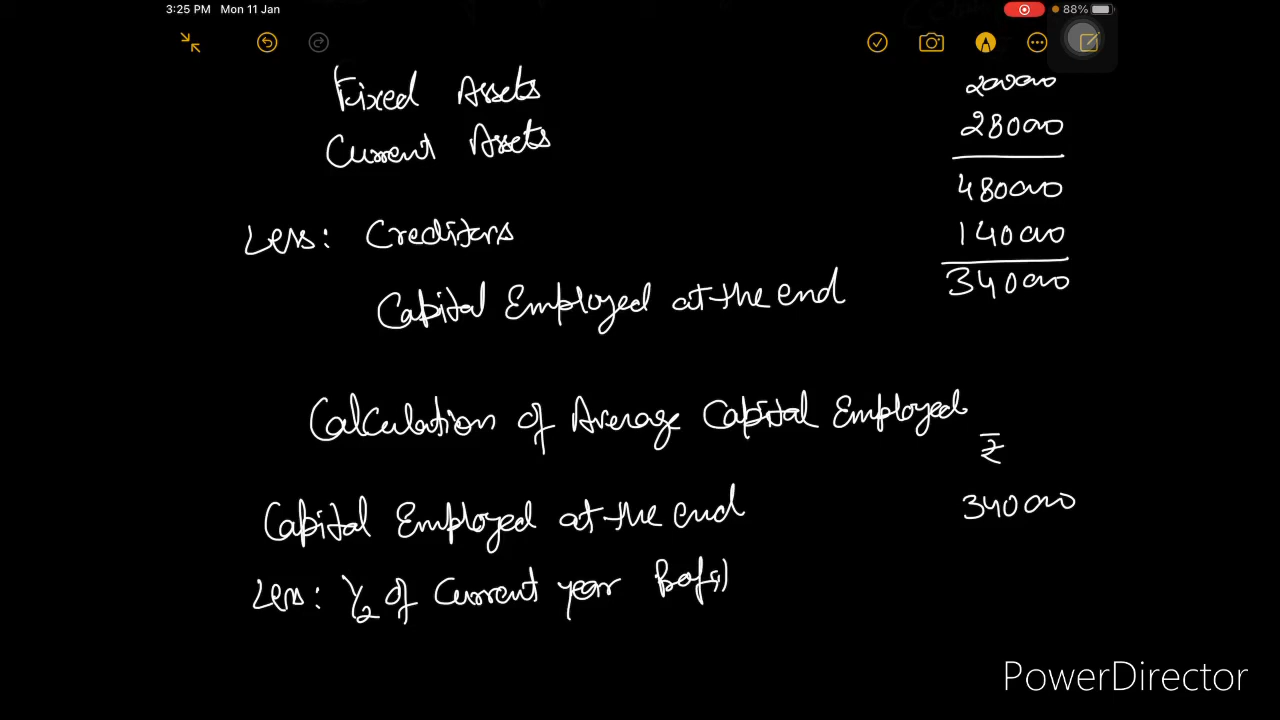 3:25 PM Mon 11 Jan 88%
Fixed Assets 200000
Current Assets 280000
480000
Less: Creditors 140000
Capital Employed at the end 340000
Calculation of Average Capital Employed
₹
Capital Employed at the end 340000
Less: 1/2 of Current year Profit
PowerDirector